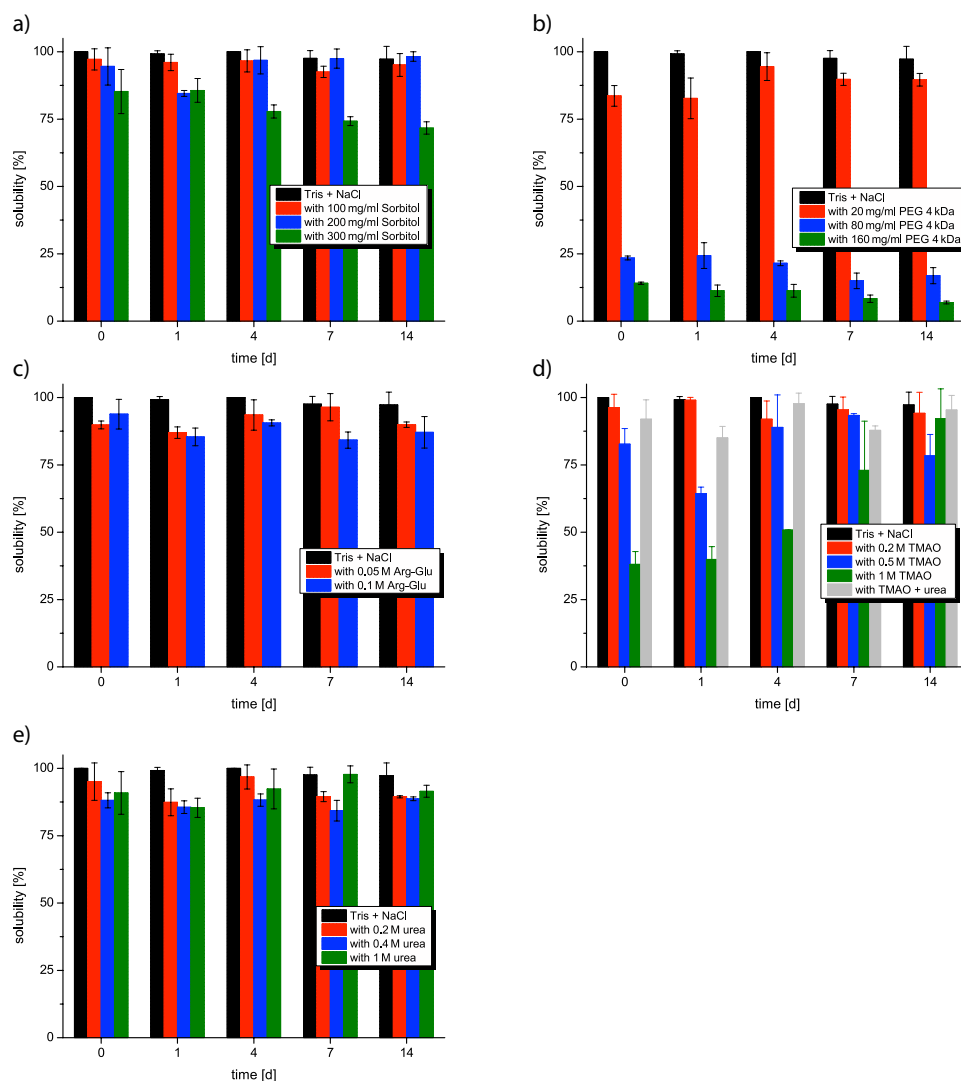 a)
100
75
50
25
0
solubility [%]
Tris + NaCl
with 100 mg/ml Sorbitol
with 200 mg/ml Sorbitol
with 300 mg/ml Sorbitol
0 1 4 7 14
time [d]
b)
100
75
50
25
0
solubility [%]
Tris + NaCl
with 20 mg/ml PEG 4 kDa
with 80 mg/ml PEG 4 kDa
with 160 mg/ml PEG 4 kDa
0 1 4 7 14
time [d]
c)
100
75
50
25
0
solubility [%]
Tris + NaCl
with 0.05 M Arg-Glu
with 0.1 M Arg-Glu
0 1 4 7 14
time [d]
d)
100
75
50
25
0
solubility [%]
Tris + NaCl
with 0.2 M TMAO
with 0.5 M TMAO
with 1 M TMAO
with TMAO + urea
0 1 4 7 14
time [d]
e)
100
75
50
25
0
solubility [%]
Tris + NaCl
with 0.2 M urea
with 0.4 M urea
with 1 M urea
0 1 4 7 14
time [d]